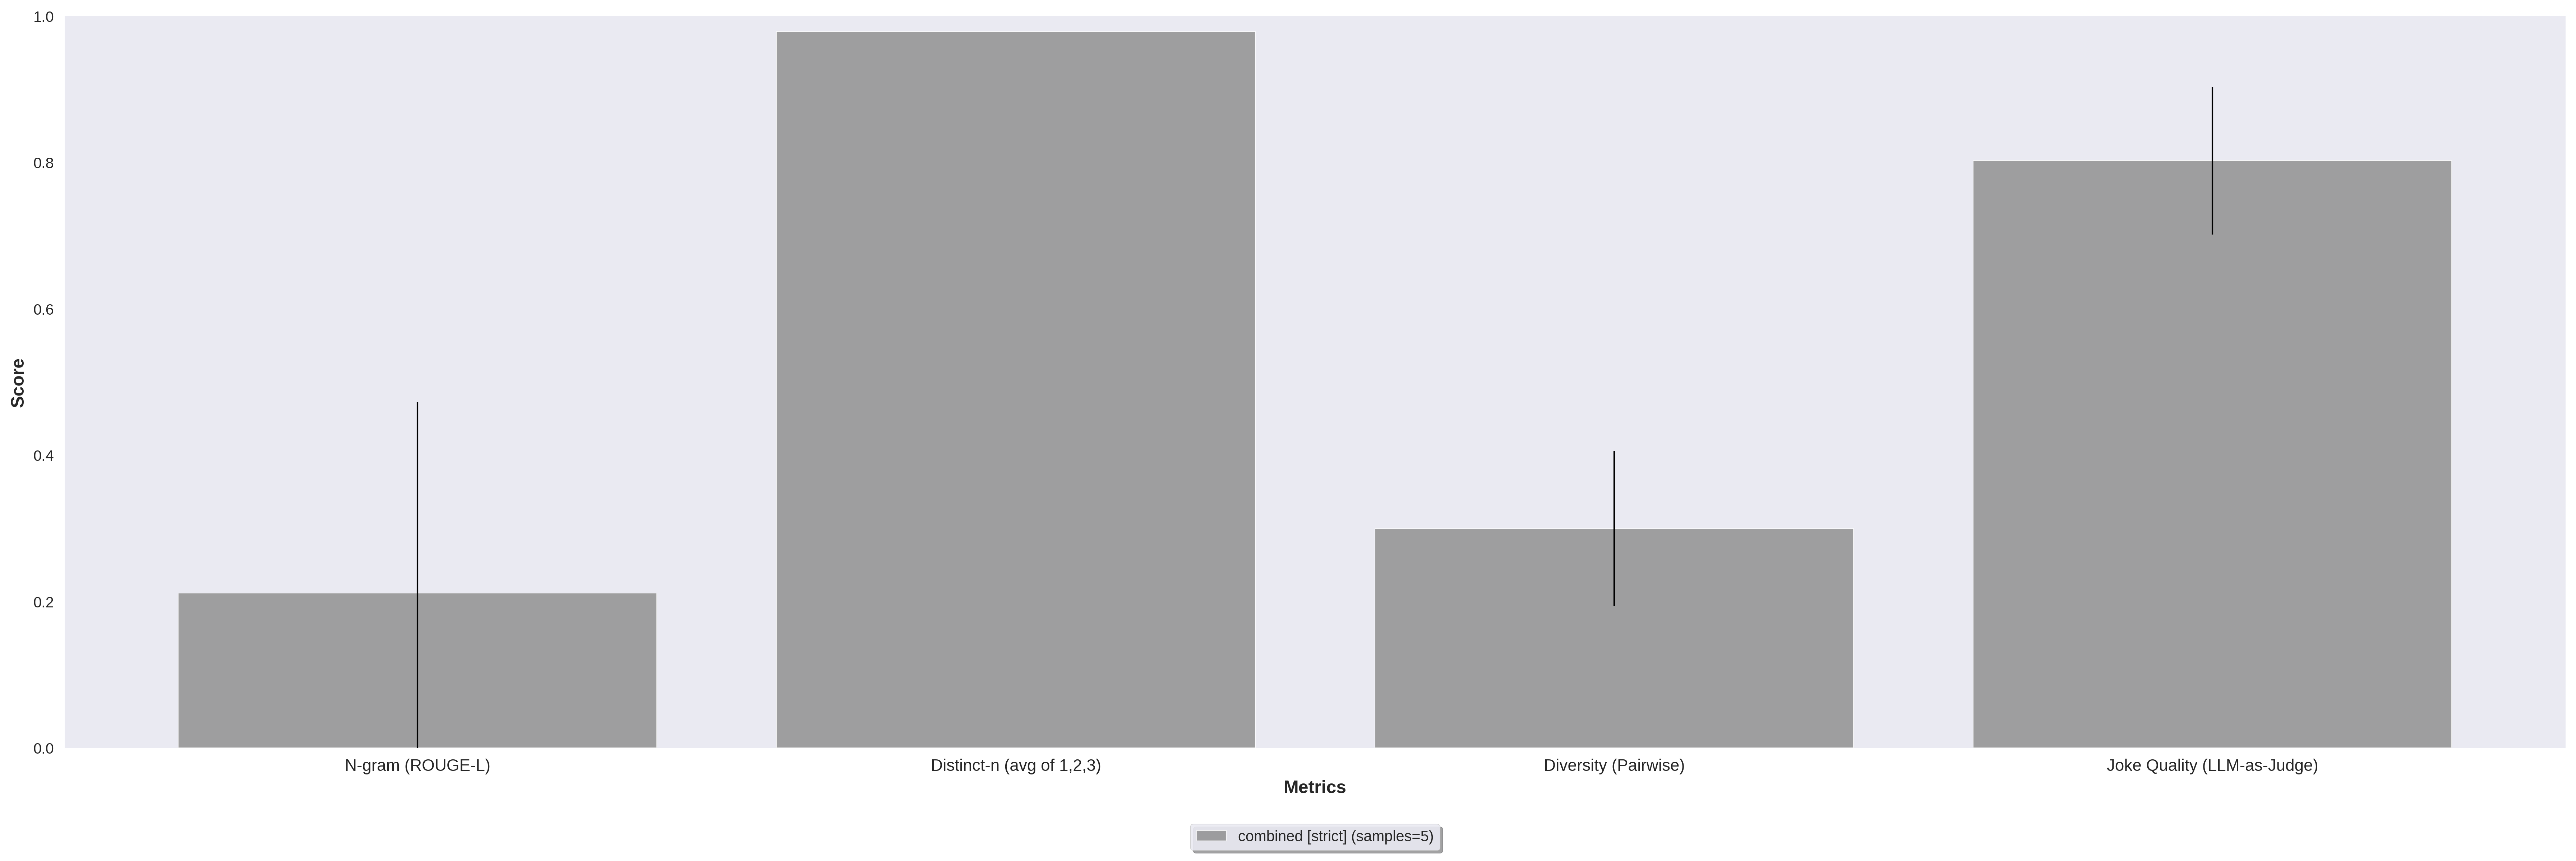 1.0
0.8
0.6
0.4
0.2
0.0
Score
N-gram (ROUGE-L)
Distinct-n (avg of 1,2,3)
Diversity (Pairwise)
Joke Quality (LLM-as-Judge)
Metrics
combined [strict] (samples=5)